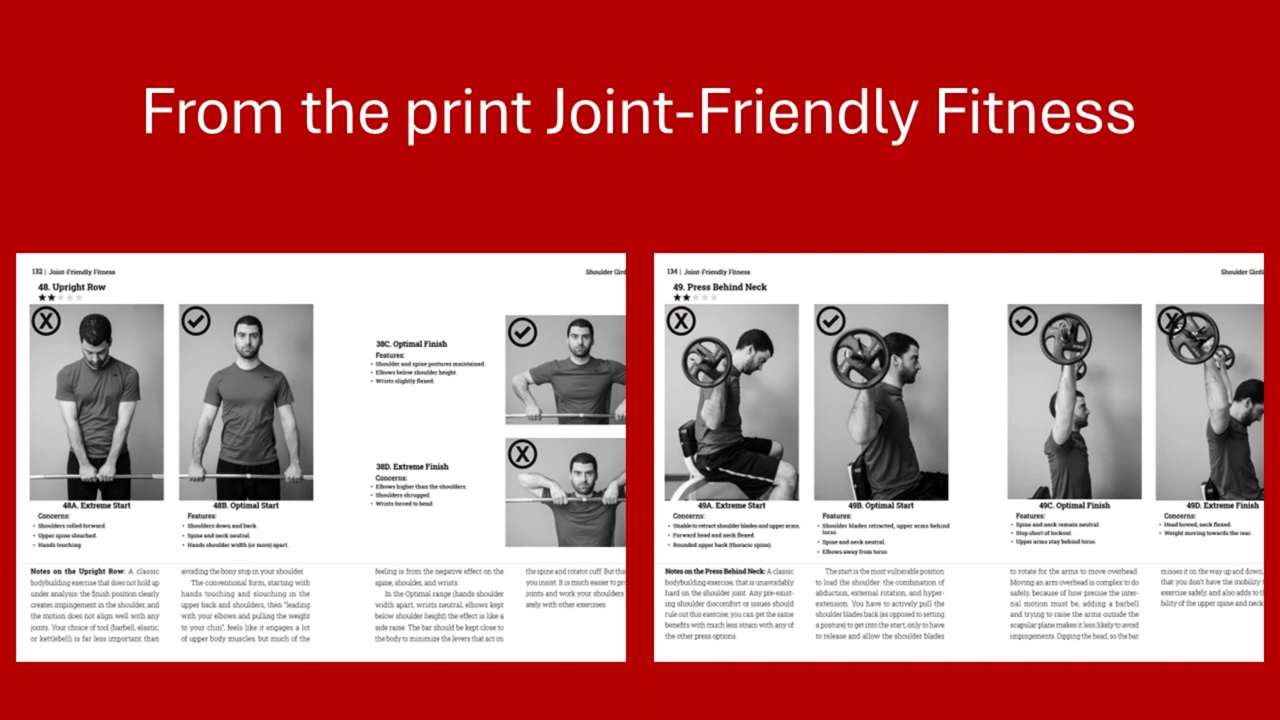 From the print Joint-Friendly Fitness
132 | Joint-Friendly Fitness
Shoulder
48. Upright Row
48A. Extreme Start
Concerns:
• Shoulders rolled forward.
• Upper spine slouched.
• Hands touching.
48B. Optimal Start
Features:
• Shoulders down and back.
• Spine and neck neutral.
• Hands shoulder width (or more) apart.
38C. Optimal Finish
Features:
• Shoulder and spine postures maintained.
• Elbows below shoulder height.
• Wrists slightly flexed.
38D. Extreme Finish
Concerns:
• Elbows higher than the shoulders.
• Shoulders shrugged.
• Wrists forced to bend.
Notes on the Upright Row: A classic
bodybuilding exercise that does not hold up
under analysis: the finish position clearly
creates impingement in the shoulder, and
the motion does not align well with any
joints. Your choice of tool (barbell, elastic,
or kettlebell) is far less important than
avoiding the bony stop in your shoulder.
The conventional form, starting with
hands touching and slouching in the
upper back and shoulders, then "leading
with your elbows and pulling the weight
to your chin", feels like it engages a lot
of upper body muscles, but much of the
feeling is from the negative effect on the
spine, shoulder, and wrists.
In the Optimal range (hands shoulder
width apart, wrists neutral, elbows kept
below shoulder height) the effect is like a
side raise. The bar should be kept close to
the body to minimize the levers that act on
the spine and rotator cuff. But
you insist. It is much easier to
joints and work your shoulders
ately with other exercises.
134 | Joint-Friendly Fitness
Shoulder
49. Press Behind Neck
49A. Extreme Start
Concerns:
• Unable to retract shoulder blades and upper arms.
• Forward head and neck flexed.
• Rounded upper back (thoracic spine).
49B. Optimal Start
Features:
• Shoulder blades retracted, upper arms behind
torso.
• Spine and neck neutral.
• Elbows away from torso.
49C. Optimal Finish
Features:
• Spine and neck remain neutral.
• Stop short of lockout.
• Upper arms stay behind torso.
49D. Extreme Finish
Concerns:
• Head bowed, neck flexed.
• Weight moving towards the rear.
Notes on the Press Behind Neck: A classic
bodybuilding exercise, that is unavoidably
hard on the shoulder joint. Any pre-exist-
ing shoulder discomfort or issues should
rule out this exercise, you can get the same
benefits with much less strain with any of
the other press options.
The start is the most vulnerable position
to load the shoulder: the combination of
abduction, external rotation, and hyper-
extension. You have to actively pull the
shoulder blades back (as opposed to setting
a posture) to get into the start, only to have
to release and allow the shoulder blades
to rotate for the arms to move overhead.
Moving an arm overhead is complex to do
safely, because of how precise the inter-
nal motion must be, adding a barbell
and trying to raise the arms outside the
scapular plane makes it less likely to avoid
impingements. Dipping the head, so the bar
misses it on the way up and down,
that you don't have the mobility
exercise safely, and also adds to
bility of the upper spine and neck